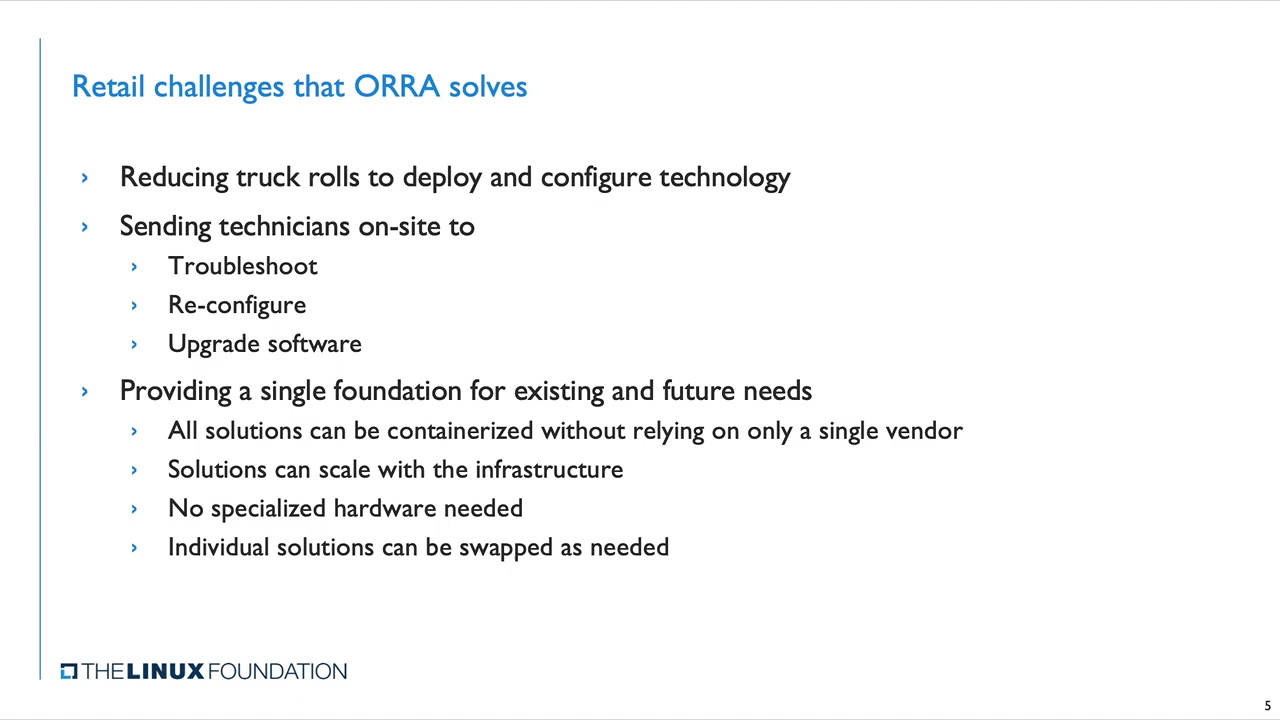 Retail challenges that ORRA solves
› Reducing truck rolls to deploy and configure technology
› Sending technicians on-site to
› Troubleshoot
› Re-configure
› Upgrade software
› Providing a single foundation for existing and future needs
› All solutions can be containerized without relying on only a single vendor
› Solutions can scale with the infrastructure
› No specialized hardware needed
› Individual solutions can be swapped as needed
THE LINUX FOUNDATION
5